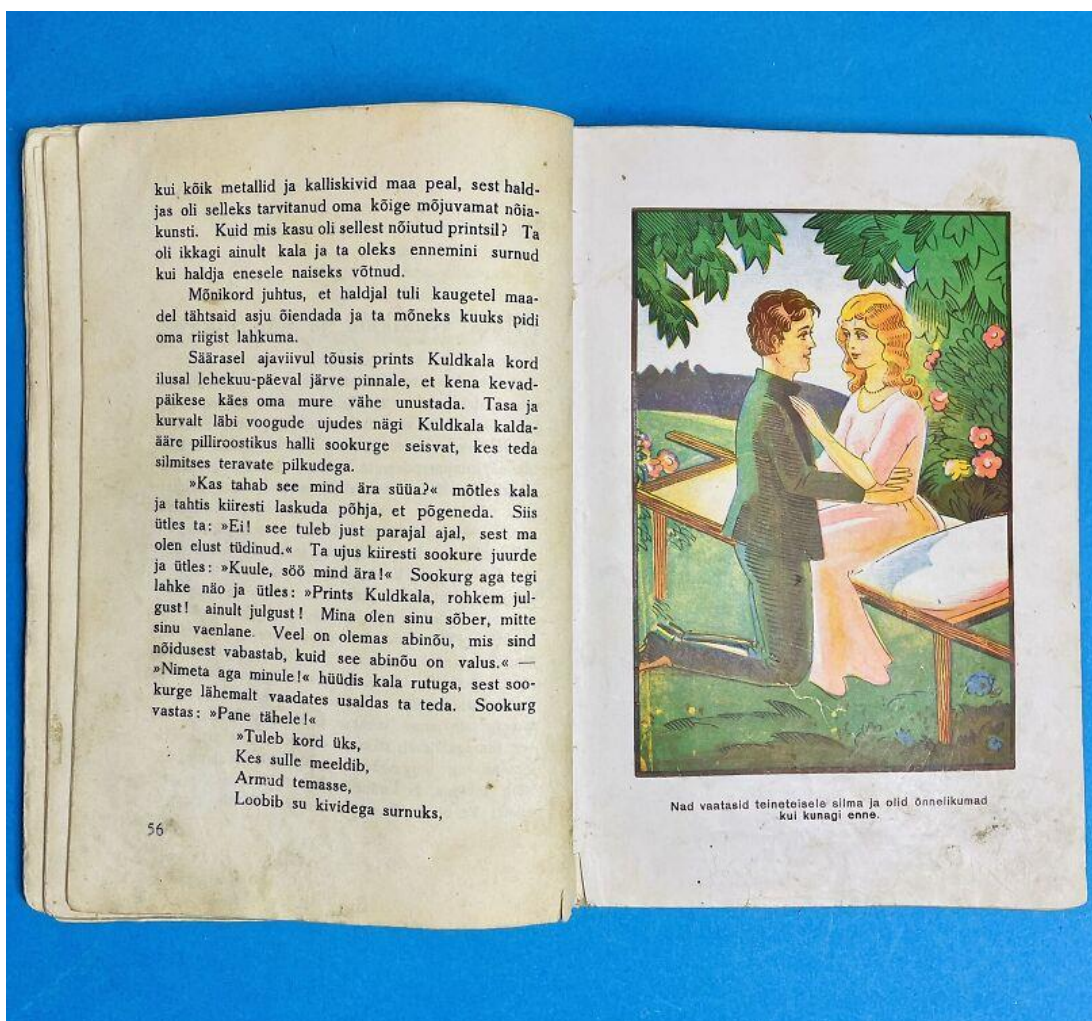 kui kõik metallid ja kalliskivid maa peal, sest hald-
jas oli selleks tarvitanud oma kõige mõjuvamat nõia-
kunsti. Kuid mis kasu oli sellest nõiutud printsil? Ta
oli ikkagi ainult kala ja ta oleks ennemini surnud
kui haldja enesele naiseks võtnud.
Mõnikord juhtus, et haldjal tuli kaugetel maa-
del tähtsaid asju õiendada ja ta mõneks kuuks pidi
oma riigist lahkuma.
Säärasel ajaviivul tõusis prints Kuldkala kord
ilusal lehekuu-päeval järve pinnale, et kena kevad-
päikese käes oma mure vähe unustada. Tasa ja
kurvalt läbi voogude ujudes nägi Kuldkala kalda-
ääre pilliroostikus halli sookurge seisvat, kes teda
silmitses teravate pilkudega.
»Kas tahab see mind ära süüa?« mõtles kala
ja tahtis kiiresti laskuda põhja, et põgeneda. Siis
ütles ta: »Ei! see tuleb just parajal ajal, sest ma
olen elust tüdinud.« Ta ujus kiiresti sookure juurde
ja ütles: »Kuule, söö mind ära!« Sookurg aga tegi
lahke näo ja ütles: »Prints Kuldkala, rohkem jul-
gust! ainult julgust! Mina olen sinu sõber, mitte
sinu vaenlane. Veel on olemas abinõu, mis sind
nõidusest vabastab, kuid see abinõu on valus.« —
»Nimeta aga minule!« hüüdis kala rutuga, sest soo-
kurge lähemalt vaadates usaldas ta teda. Sookurg
vastas: »Pane tähele!«
»Tuleb kord üks,
Kes sulle meeldib,
Armud temasse,
Loobib su kividega surnuks,
56
Nad vaatasid teineteisele silma ja olid õnnelikumad
kui kunagi enne.